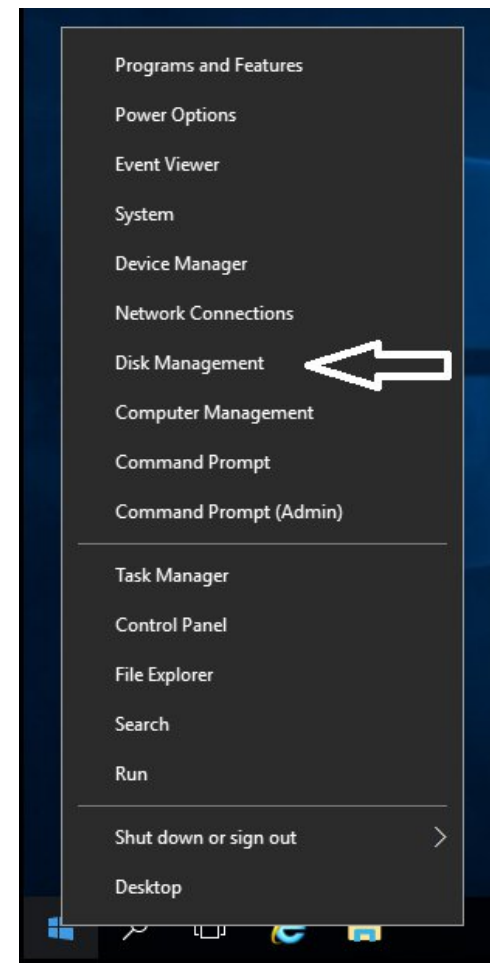 Programs and Features
Power Options
Event Viewer
System
Device Manager
Network Connections
Disk Management
Computer Management
Command Prompt
Command Prompt (Admin)
Task Manager
Control Panel
File Explorer
Search
Run
Shut down or sign out
Desktop